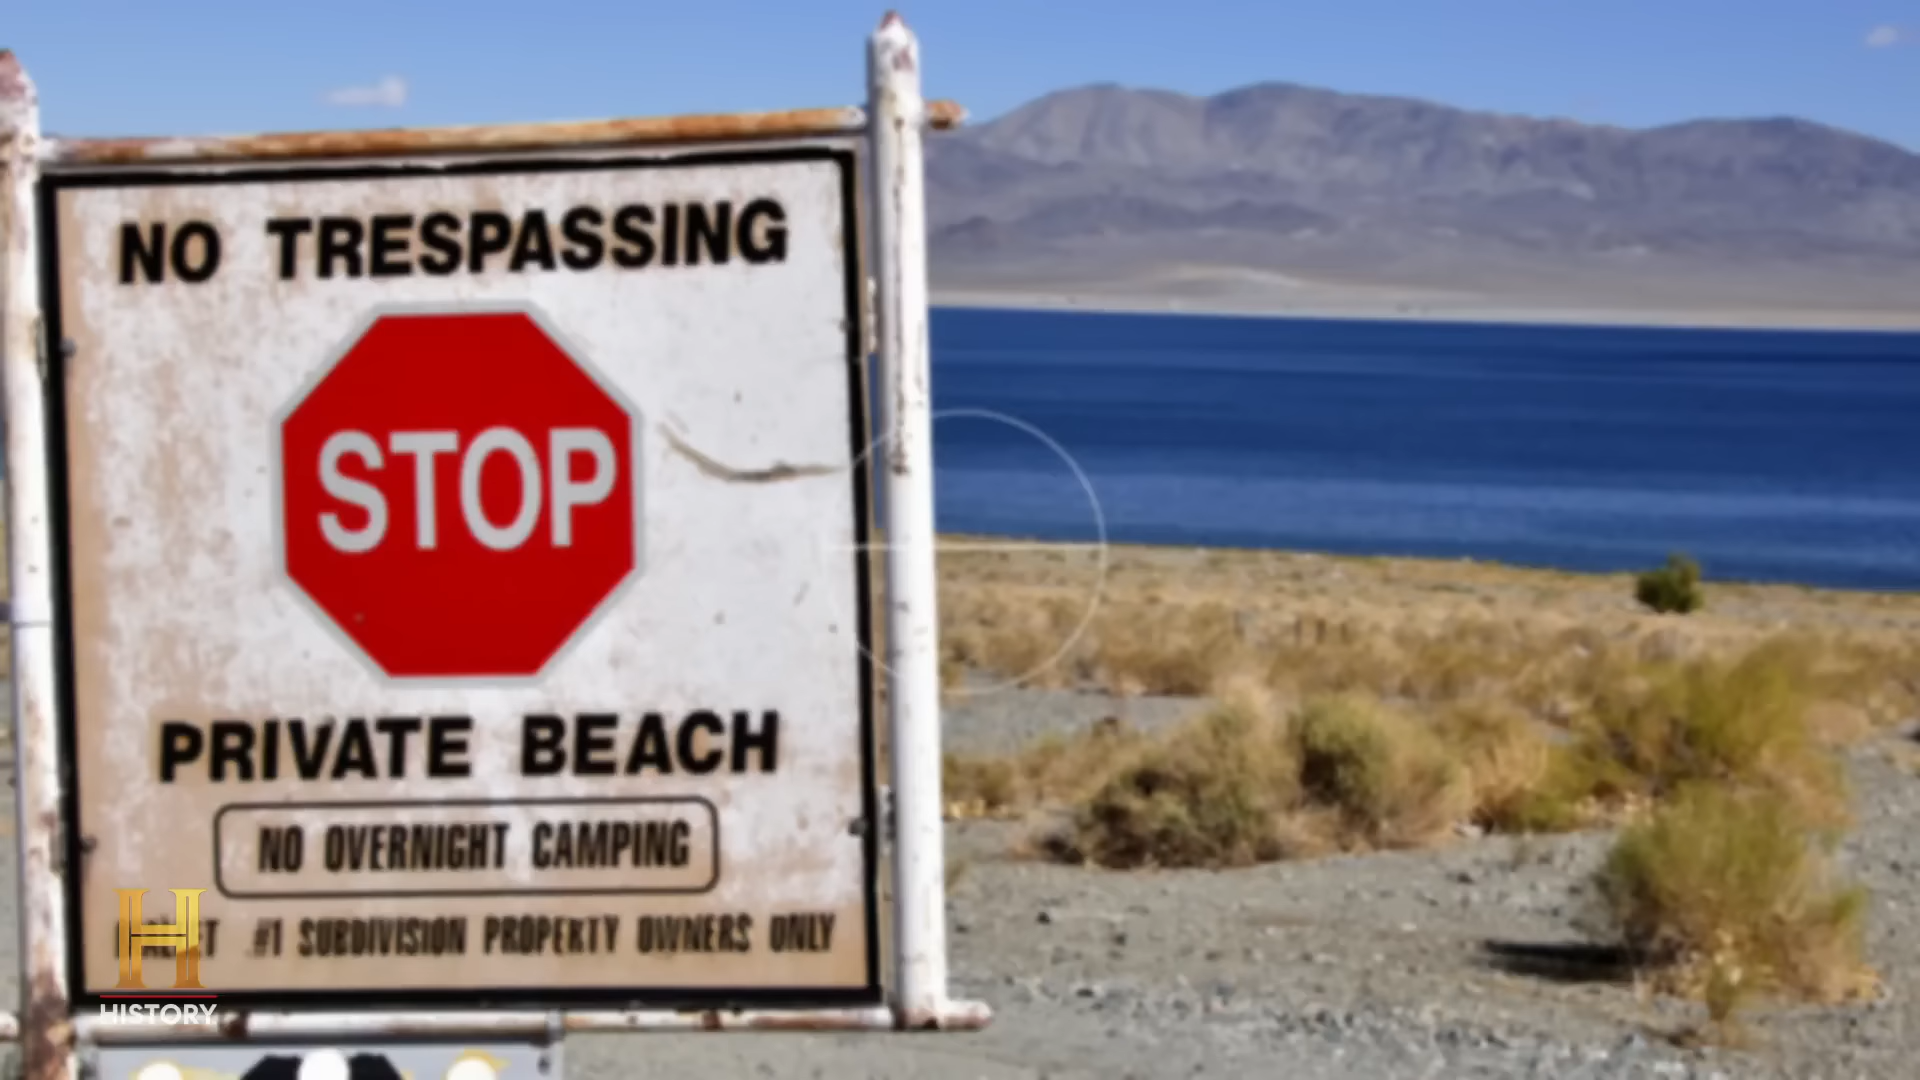 NO TRESPASSING
STOP
PRIVATE BEACH
NO OVERNIGHT CAMPING
#1 SUBDIVISION PROPERTY OWNERS ONLY
H
HISTORY